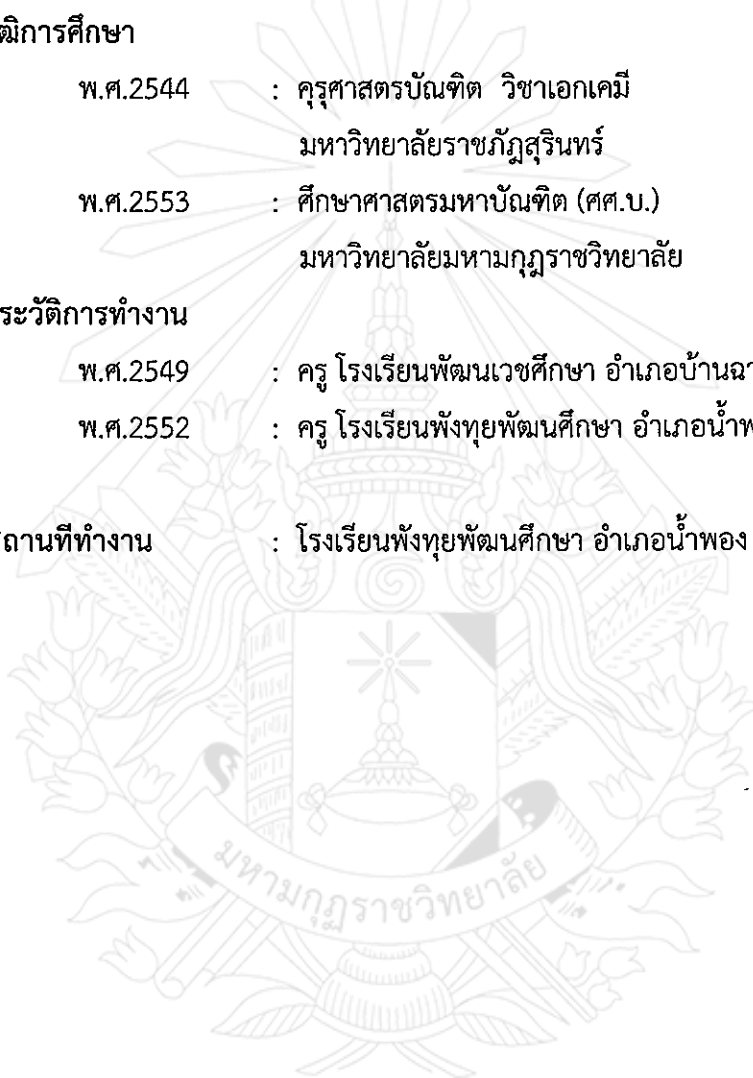 ฒิการศึกษา
พ.ศ.2544 : คุรุศาสตรบัณฑิต วิชาเอกเคมี
มหาวิทยาลัยราชภัฎสุรินทร์
พ.ศ.2553 : ศึกษาศาสตรมหาบัณฑิต (ศศ.บ.)
มหาวิทยาลัยมหามกุฎราชวิทยาลัย
ระวัติการทำงาน
พ.ศ.2549 : ครู โรงเรียนพัฒนเวชศึกษา อำเภอบ้านฉา
พ.ศ.2552 : ครู โรงเรียนพังทุยพัฒนศึกษา อำเภอน้ำพ
ถานที่ทำงาน : โรงเรียนพังทุยพัฒนศึกษา อำเภอน้ำพอง
มหามกุฏราชวิทยาลัย